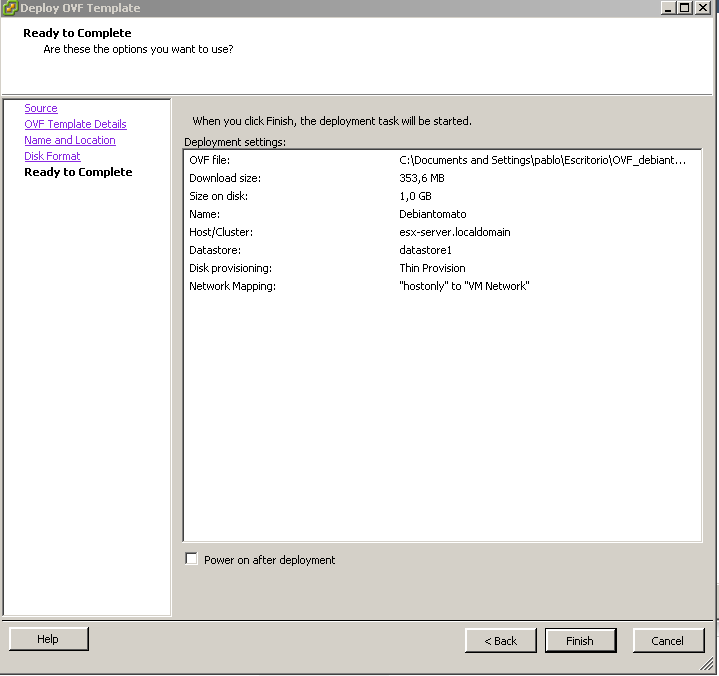 Deploy OVF Template
Ready to Complete
Are these the options you want to use?
Source
OVF Template Details
Name and Location
Disk Format
Ready to Complete
When you click Finish, the deployment task will be started.
Deployment settings:
OVF file: C:\Documents and Settings\pablo\Escritorio\OVF_debiant...
Download size: 353,6 MB
Size on disk: 1,0 GB
Name: Debiantomato
Host/Cluster: esx-server.localdomain
Datastore: datastore1
Disk provisioning: Thin Provision
Network Mapping: "hostonly" to "VM Network"
Power on after deployment
Help
< Back
Finish
Cancel